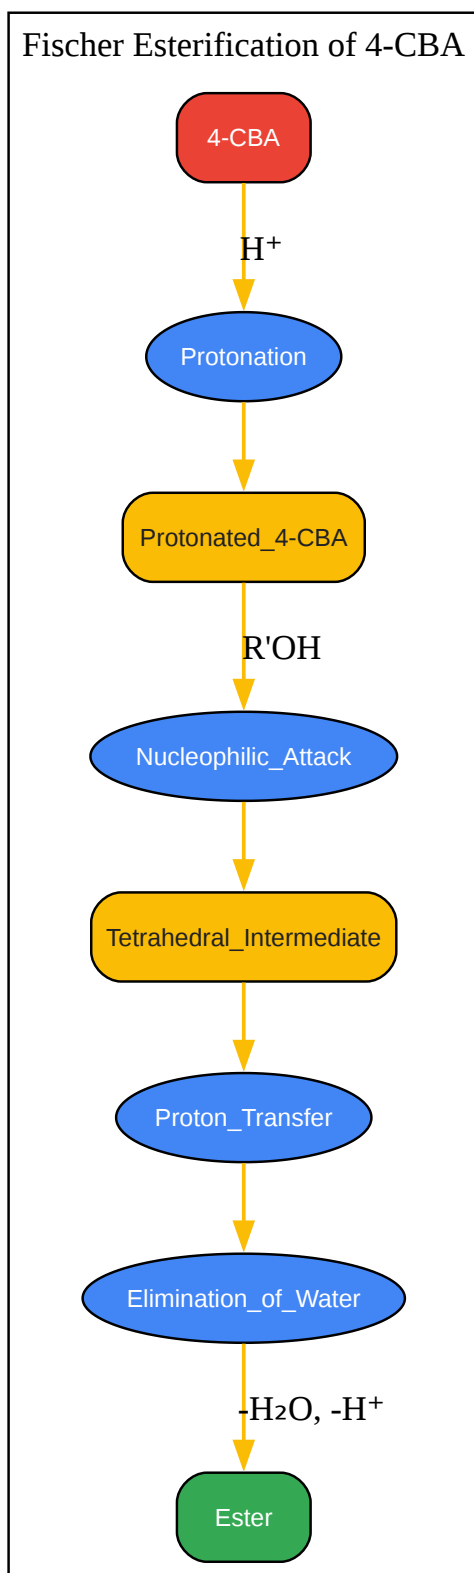 Fischer Esterification of 4-CBA
4-CBA
H⁺
Protonation
Protonated_4-CBA
R'OH
Nucleophilic_Attack
Tetrahedral_Intermediate
Proton_Transfer
Elimination_of_Water
-H₂O, -H⁺
Ester